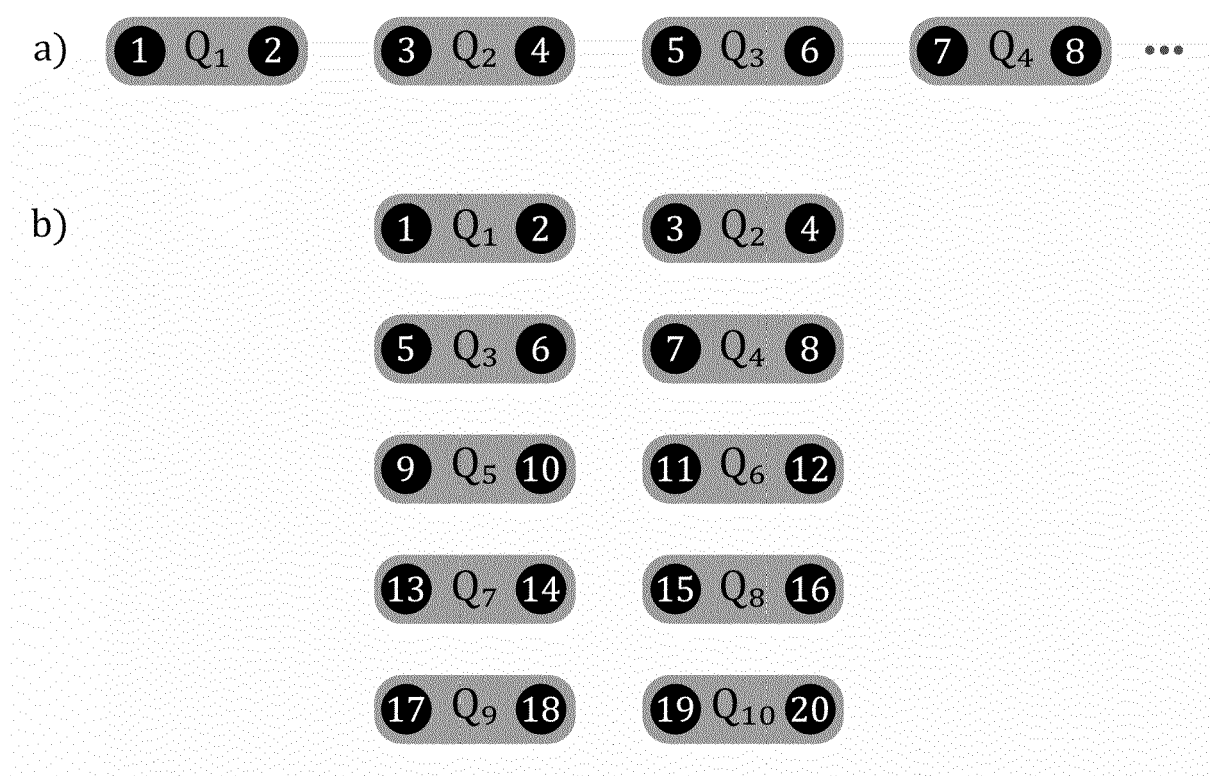 a) 1 Q₁ 2 3 Q₂ 4 5 Q₃ 6 7 Q₄ 8 •••
b) 1 Q₁ 2 3 Q₂ 4
5 Q₃ 6 7 Q₄ 8
9 Q₅ 10 11 Q₆ 12
13 Q₇ 14 15 Q₈ 16
17 Q₉ 18 19 Q₁₀ 20